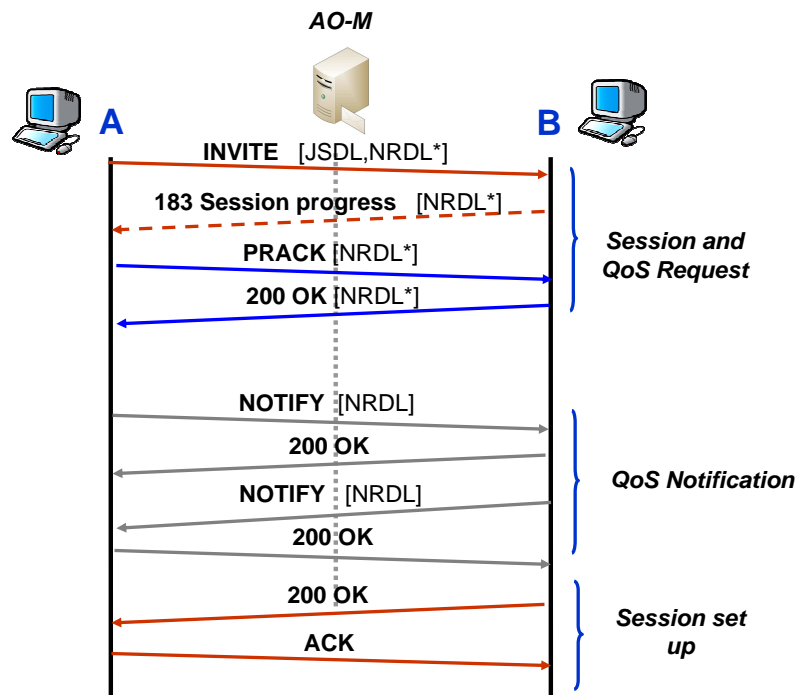 AO-M
A
B
INVITE [JSDL,NRDL*]
183 Session progress [NRDL*]
PRACK [NRDL*]
200 OK [NRDL*]
Session and
QoS Request
NOTIFY [NRDL]
200 OK
NOTIFY [NRDL]
200 OK
QoS Notification
200 OK
ACK
Session set
up